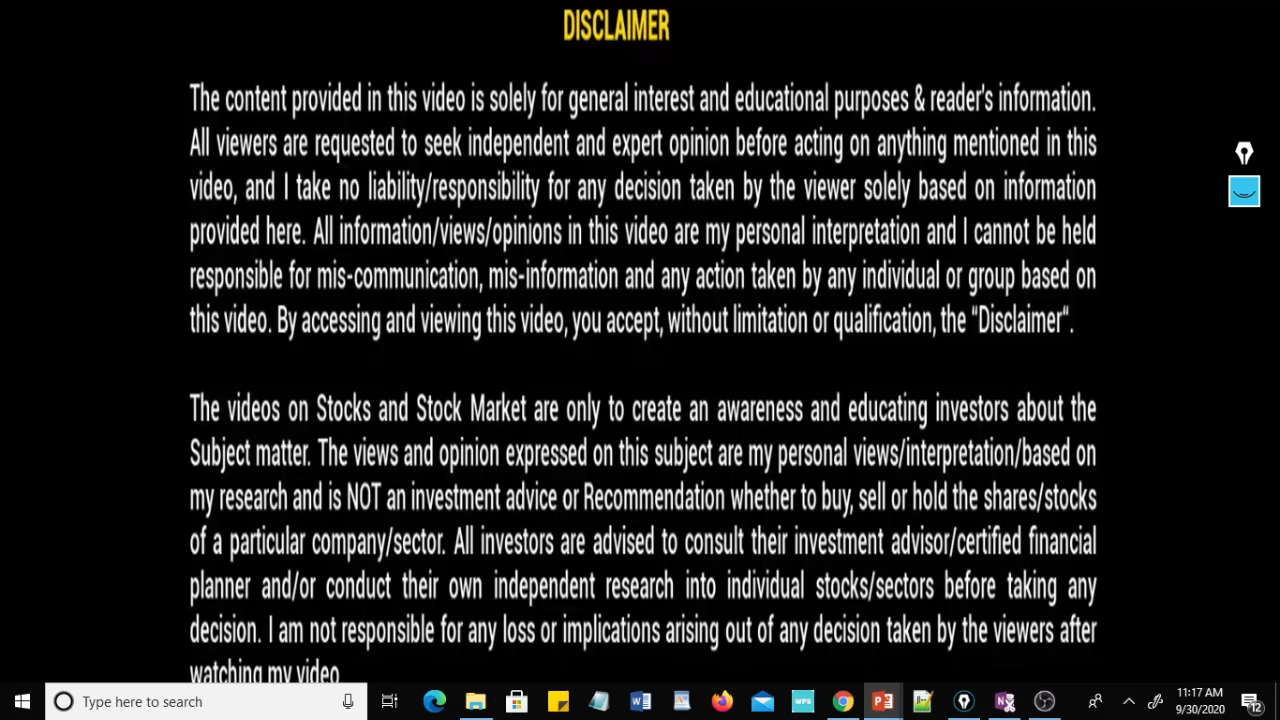 DISCLAIMER
The content provided in this video is solely for general interest and educational purposes & reader's information.
All viewers are requested to seek independent and expert opinion before acting on anything mentioned in this
video, and I take no liability/responsibility for any decision taken by the viewer solely based on information
provided here. All information/views/opinions in this video are my personal interpretation and I cannot be held
responsible for mis-communication, mis-information and any action taken by any individual or group based on
this video. By accessing and viewing this video, you accept, without limitation or qualification, the “Disclaimer“.
The videos on Stocks and Stock Market are only to create an awareness and educating investors about the
Subject matter. The views and opinion expressed on this subject are my personal views/interpretation/based on
my research and is NOT an investment advice or Recommendation whether to buy, sell or hold the shares/stocks
of a particular company/sector. All investors are advised to consult their investment advisor/certified financial
planner and/or conduct their own independent research into individual stocks/sectors before taking any
decision. I am not responsible for any loss or implications arising out of any decision taken by the viewers after
watching my video
Type here to search
WPS
11:17 AM
9/30/2020
12